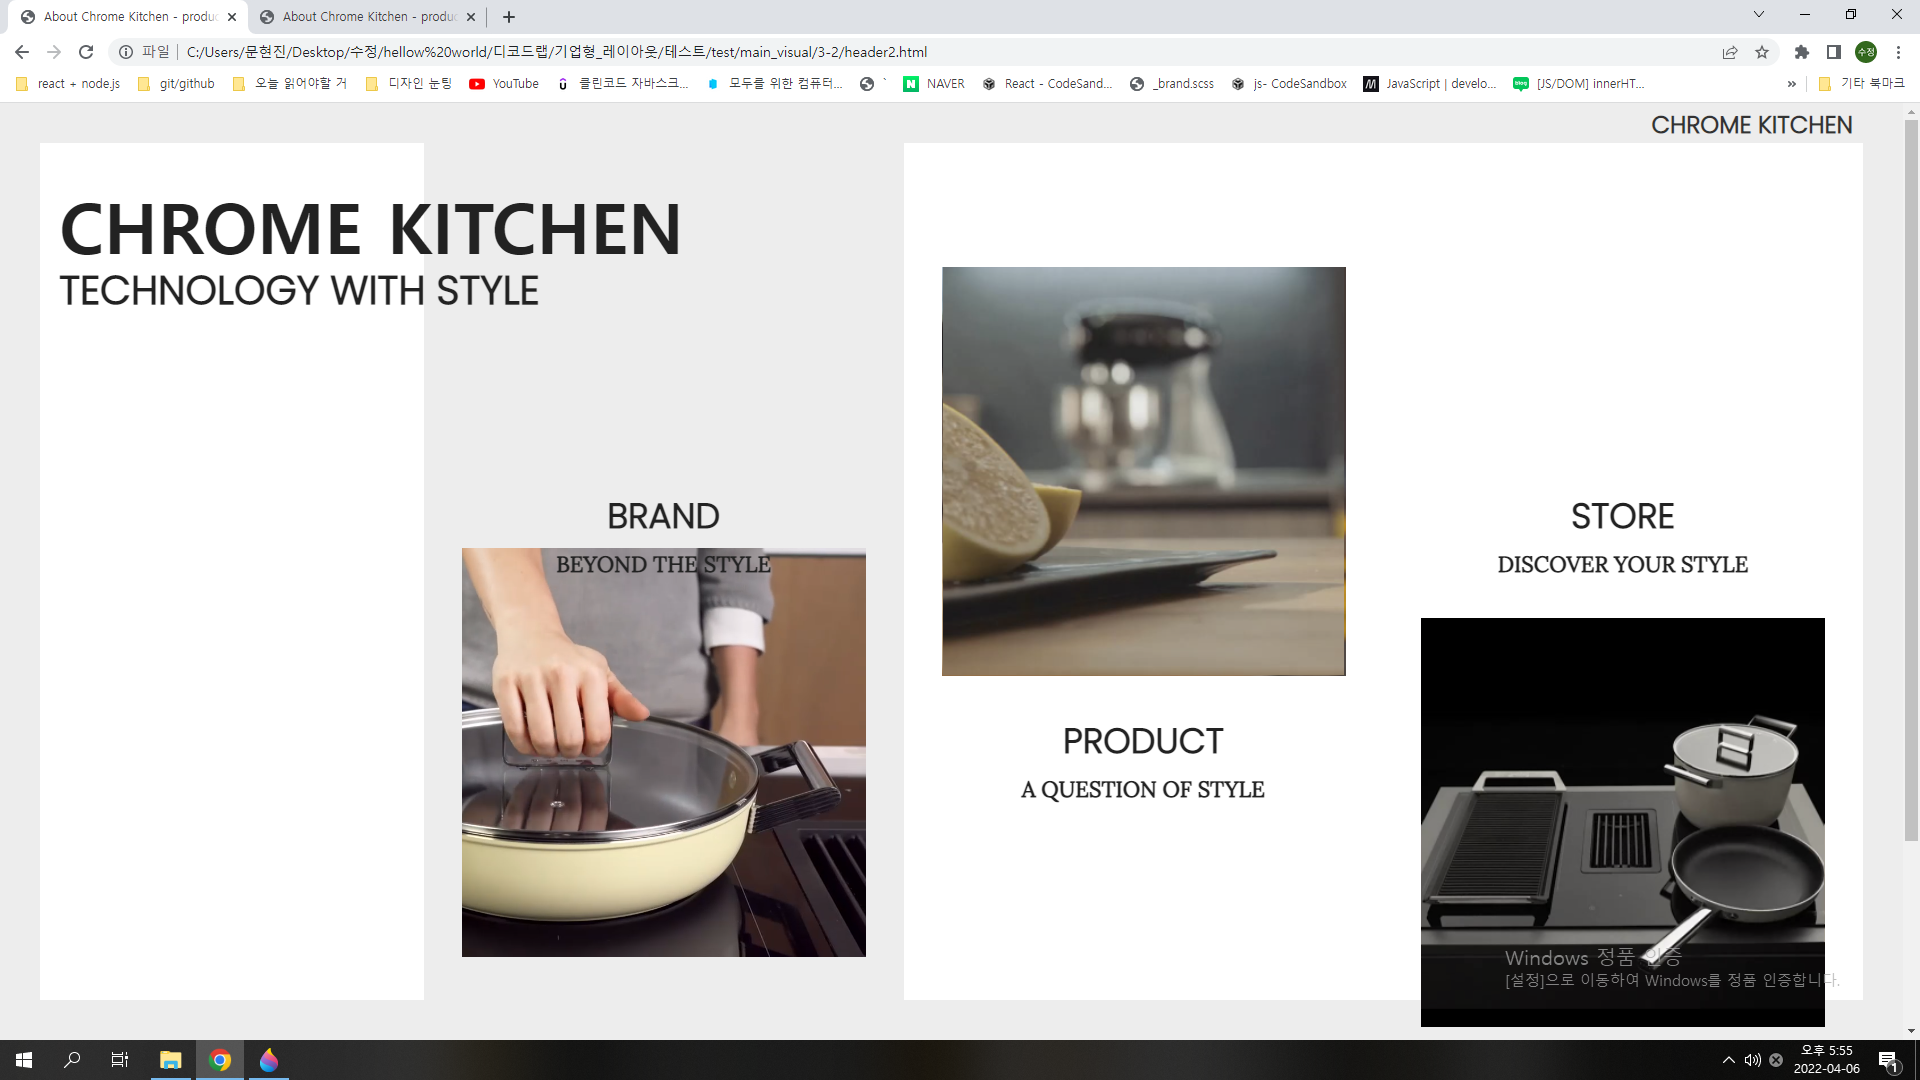 About Chrome Kitchen - produc
About Chrome Kitchen - produc
파일 | C:/Users/문현진/Desktop/수정/hellow%20world/디코드랩/기업형_레이아웃/테스트/test/main_visual/3-2/header2.html
수정
react + node.js
git/github
오늘 읽어야할 거
디자인 눈팅
YouTube
클린코드 자바스크...
모두를 위한 컴퓨터...
`
NAVER
React - CodeSand...
_brand.scss
js- CodeSandbox
JavaScript | develo...
[JS/DOM] innerHT...
»
기타 북마크
CHROME KITCHEN
CHROME KITCHEN
TECHNOLOGY WITH STYLE
BRAND
BEYOND THE STYLE
PRODUCT
A QUESTION OF STYLE
STORE
DISCOVER YOUR STYLE
Windows 정품 인증
[설정]으로 이동하여 Windows를 정품 인증합니다.
오후 5:55
2022-04-06
1